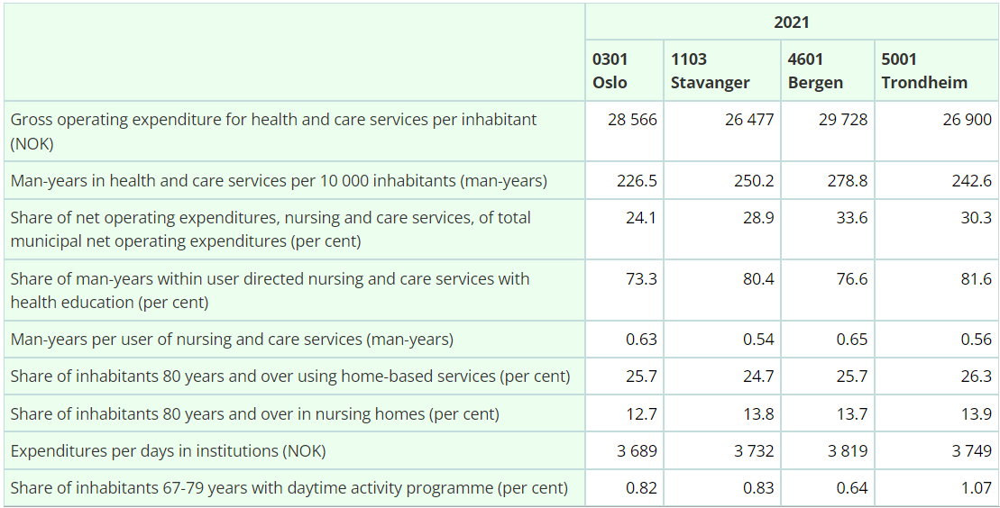 2021
0301 Oslo 1103 Stavanger 4601 Bergen 5001 Trondheim
Gross operating expenditure for health and care services per inhabitant (NOK) 28 566 26 477 29 728 26 900
Man-years in health and care services per 10 000 inhabitants (man-years) 226.5 250.2 278.8 242.6
Share of net operating expenditures, nursing and care services, of total municipal net operating expenditures (per cent) 24.1 28.9 33.6 30.3
Share of man-years within user directed nursing and care services with health education (per cent) 73.3 80.4 76.6 81.6
Man-years per user of nursing and care services (man-years) 0.63 0.54 0.65 0.56
Share of inhabitants 80 years and over using home-based services (per cent) 25.7 24.7 25.7 26.3
Share of inhabitants 80 years and over in nursing homes (per cent) 12.7 13.8 13.7 13.9
Expenditures per days in institutions (NOK) 3 689 3 732 3 819 3 749
Share of inhabitants 67-79 years with daytime activity programme (per cent) 0.82 0.83 0.64 1.07